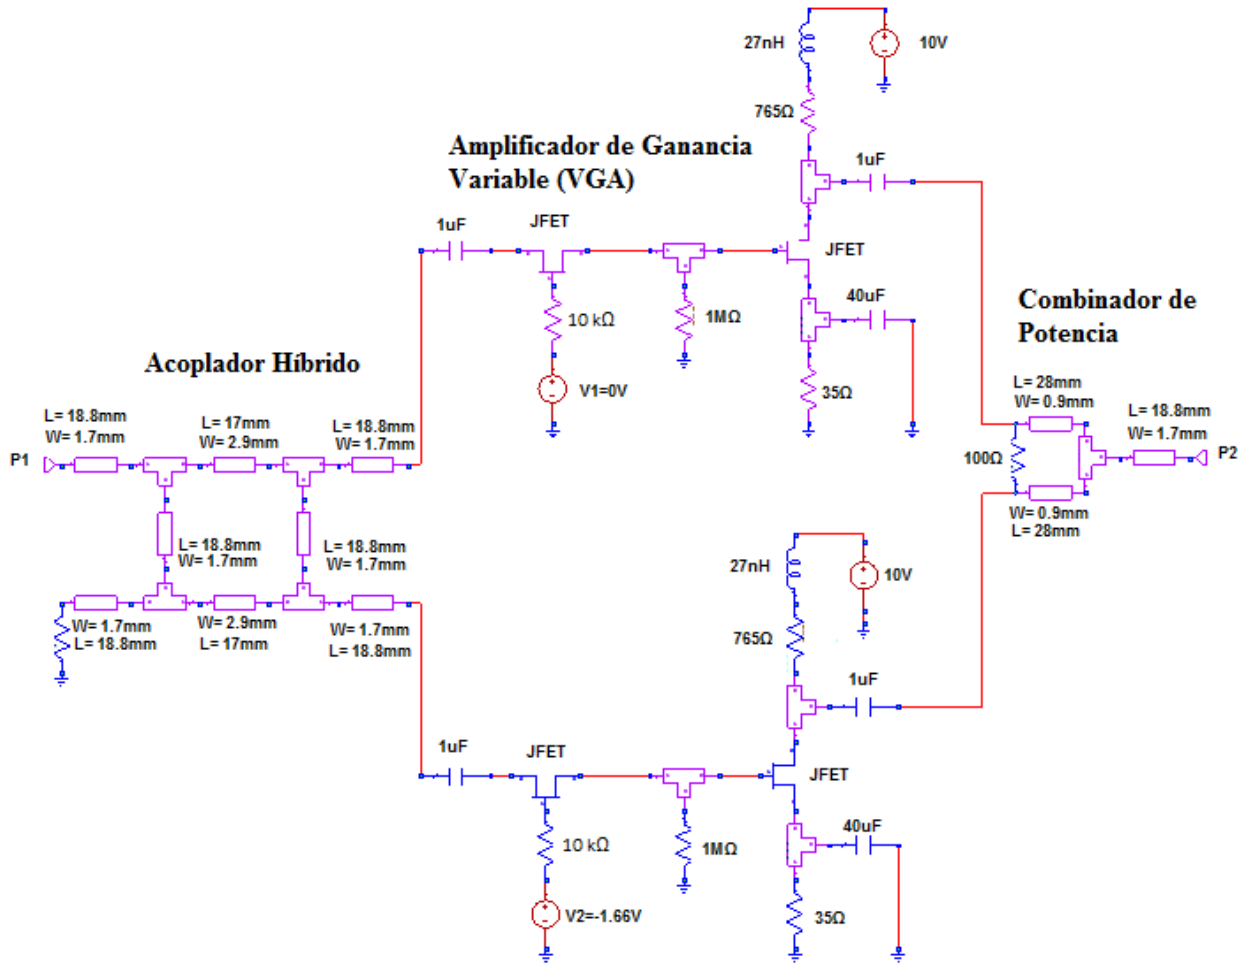 27nH
10V
765Ω
Amplificador de Ganancia
Variable (VGA)
1uF
1uF
JFET
JFET
40uF
10 kΩ
1MΩ
Combinador de
Potencia
Acoplador Híbrido
V1=0V
35Ω
L= 28mm
W= 0.9mm
L= 18.8mm
W= 1.7mm
L= 18.8mm
W= 1.7mm
L= 17mm
W= 2.9mm
L= 18.8mm
W= 1.7mm
P1
100Ω
P2
W= 0.9mm
L= 28mm
L= 18.8mm
W= 1.7mm
L= 18.8mm
W= 1.7mm
27nH
10V
W= 1.7mm
L= 18.8mm
W= 2.9mm
L= 17mm
W= 1.7mm
L= 18.8mm
765Ω
1uF
1uF
JFET
JFET
40uF
10 kΩ
1MΩ
V2=-1.66V
35Ω